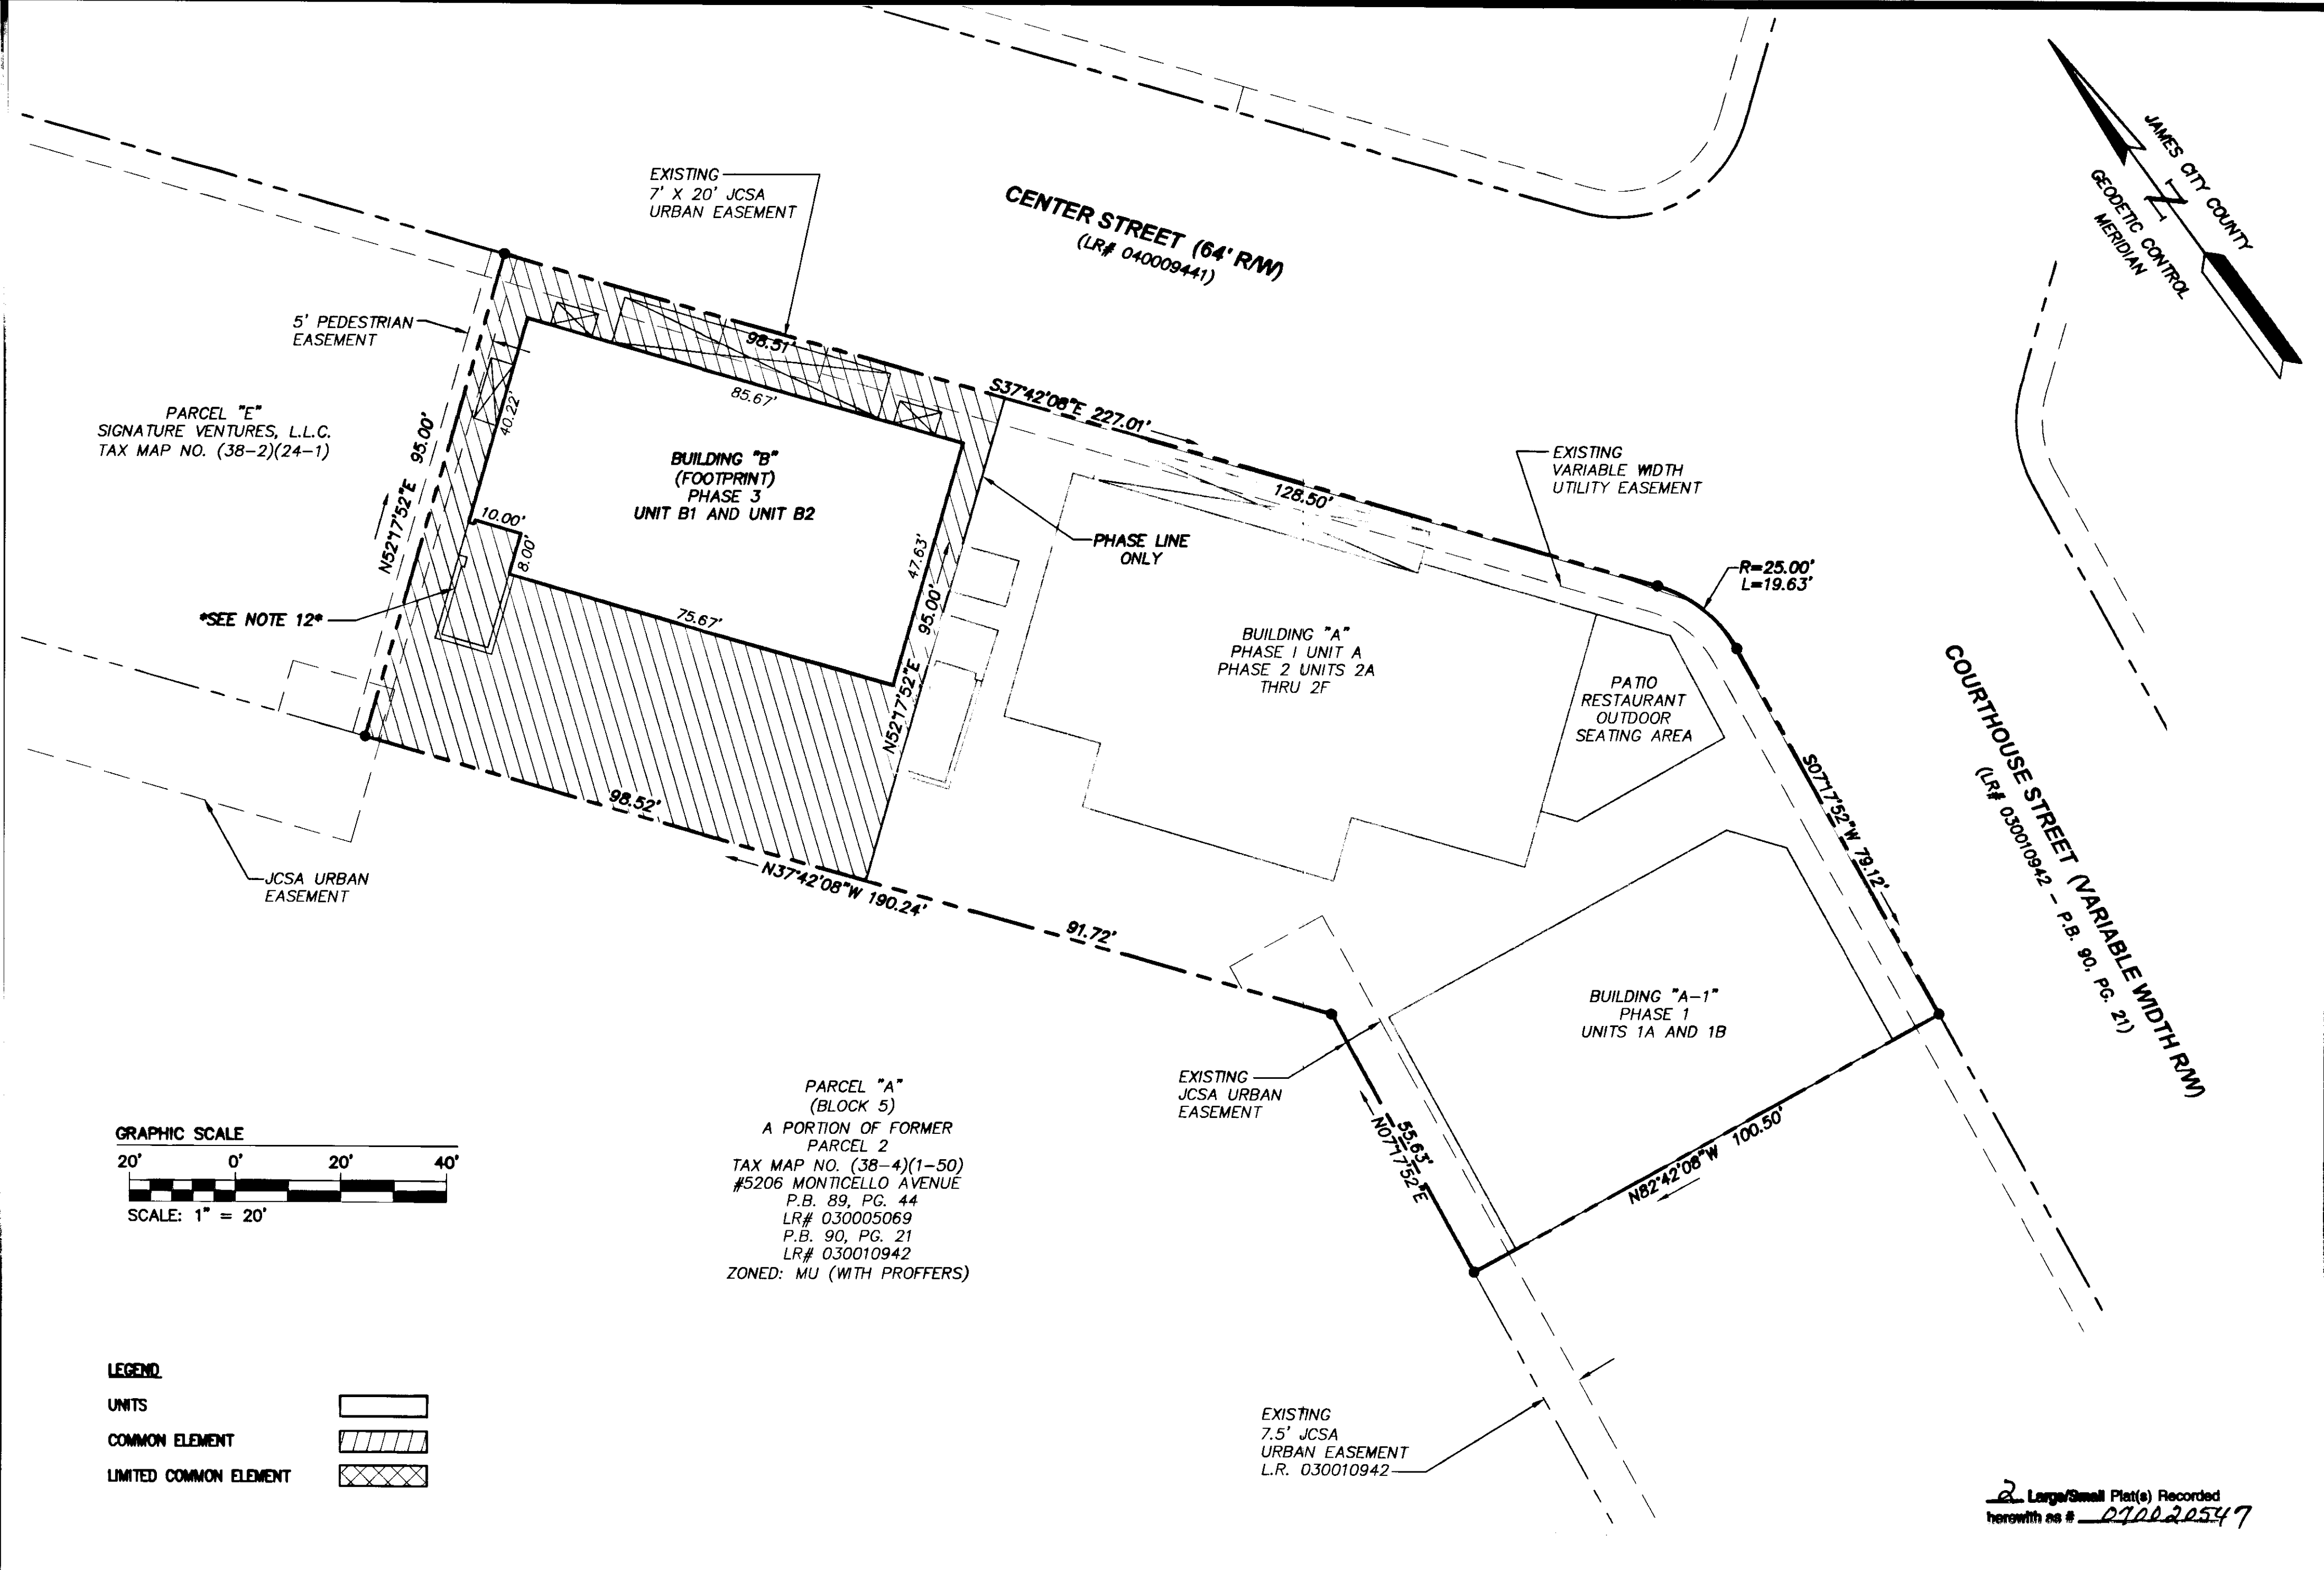 EXISTING
7' X 20' JCSA
URBAN EASEMENT
CENTER STREET (64' R/W)
(LR# 040009441)
JAMES CITY COUNTY
GEODETIC CONTROL
MERIDIAN
N
5' PEDESTRIAN
EASEMENT
PARCEL "E"
SIGNATURE VENTURES, L.L.C.
TAX MAP NO. (38-2)(24-1)
N52°17'52"E 95.00'
98.51'
85.67'
40.22'
BUILDING "B"
(FOOTPRINT)
PHASE 3
UNIT B1 AND UNIT B2
10.00'
8.00'
47.63'
75.67'
N52°17'52"E 95.00'
S37°42'08"E 227.01'
128.50'
PHASE LINE
ONLY
EXISTING
VARIABLE WIDTH
UTILITY EASEMENT
R=25.00'
L=19.63'
*SEE NOTE 12*
BUILDING "A"
PHASE 1 UNIT A
PHASE 2 UNITS 2A
THRU 2F
PATIO
RESTAURANT
OUTDOOR
SEATING AREA
COURTHOUSE STREET (VARIABLE WIDTH R/W)
(LR# 030010942 - P.B. 90, PG. 21)
S07°17'52"W 79.12'
98.52'
N37°42'08"W 190.24'
91.72'
JCSA URBAN
EASEMENT
BUILDING "A-1"
PHASE 1
UNITS 1A AND 1B
EXISTING
JCSA URBAN
EASEMENT
55.63'
N07°17'52"E
N82°42'08"W 100.50'
PARCEL "A"
(BLOCK 5)
A PORTION OF FORMER
PARCEL 2
TAX MAP NO. (38-4)(1-50)
#5206 MONTICELLO AVENUE
P.B. 89, PG. 44
LR# 030005069
P.B. 90, PG. 21
LR# 030010942
ZONED: MU (WITH PROFFERS)
GRAPHIC SCALE
20' 0' 20' 40'
SCALE: 1" = 20'
LEGEND
UNITS
COMMON ELEMENT
LIMITED COMMON ELEMENT
EXISTING
7.5' JCSA
URBAN EASEMENT
L.R. 030010942
2 Large/Small Plat(s) Recorded
herewith as # 070020547